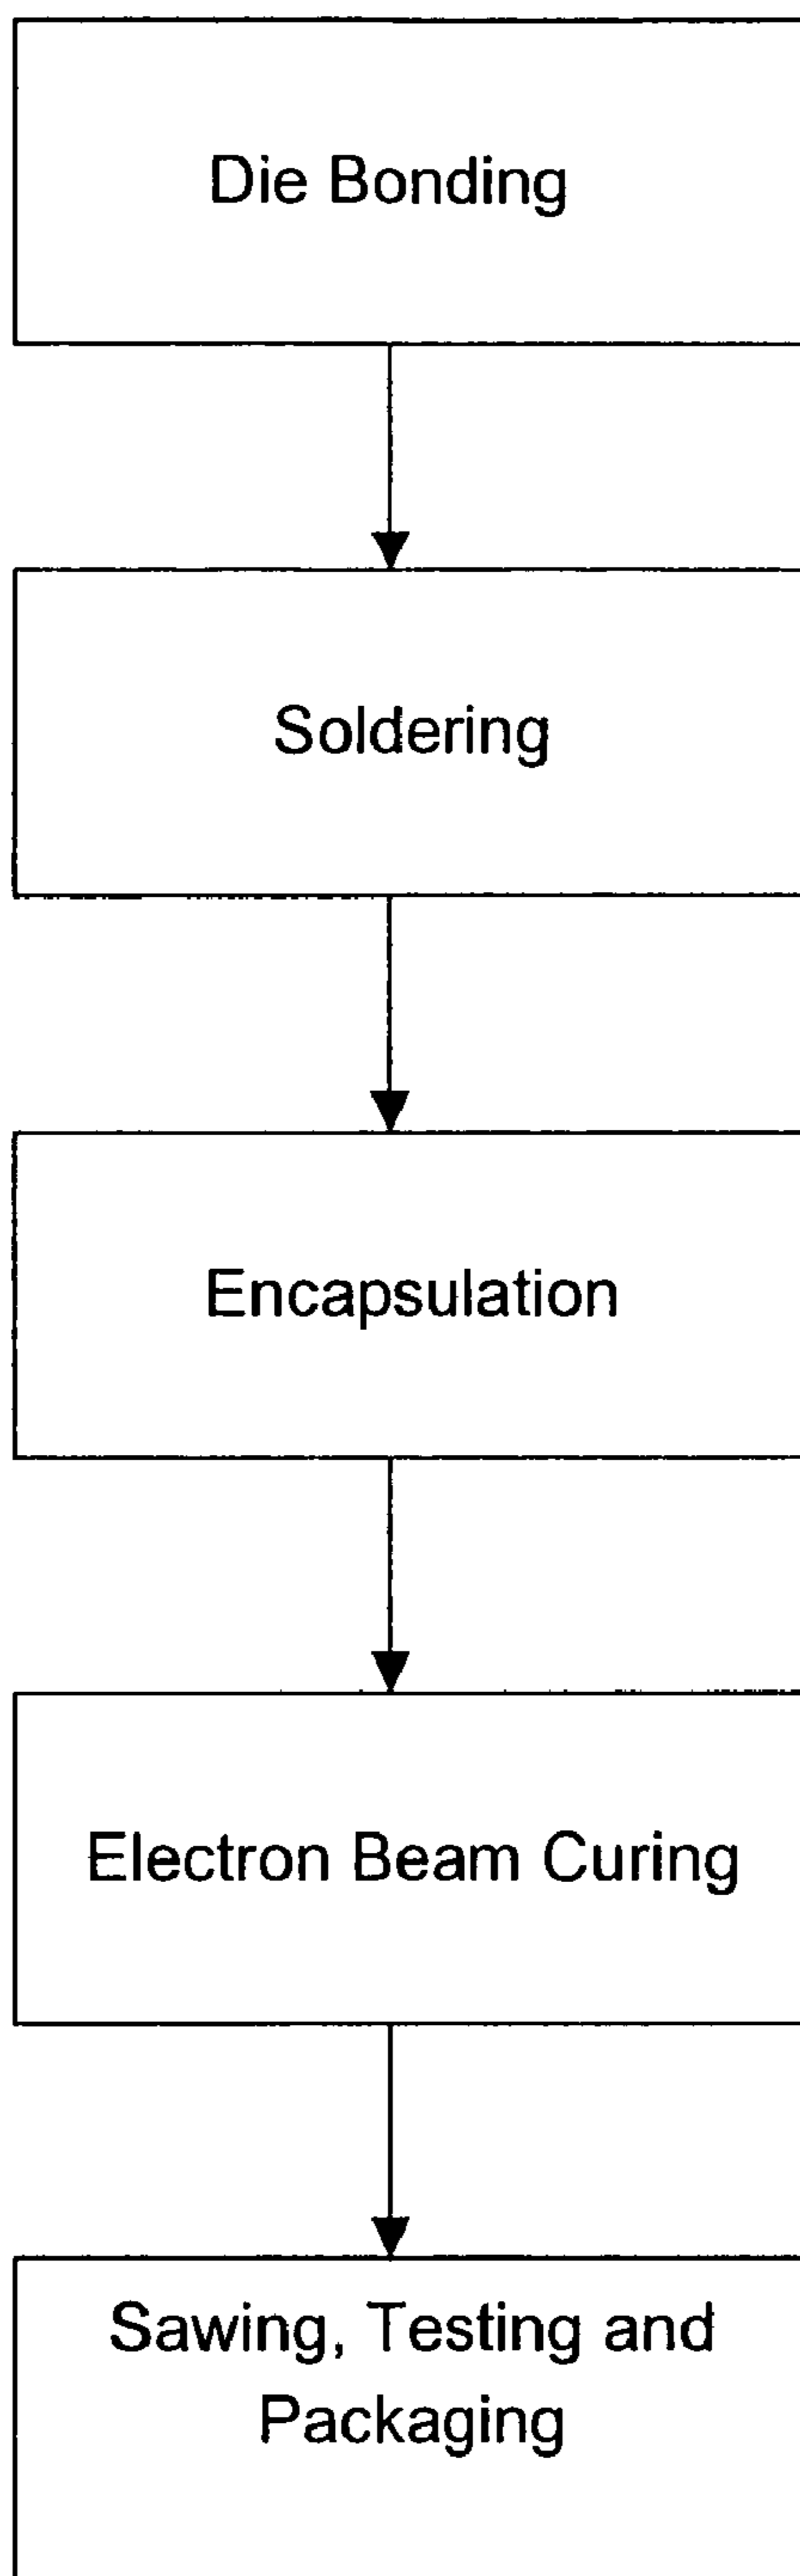 Die Bonding
Soldering
Encapsulation
Electron Beam Curing
Sawing, Testing and
Packaging